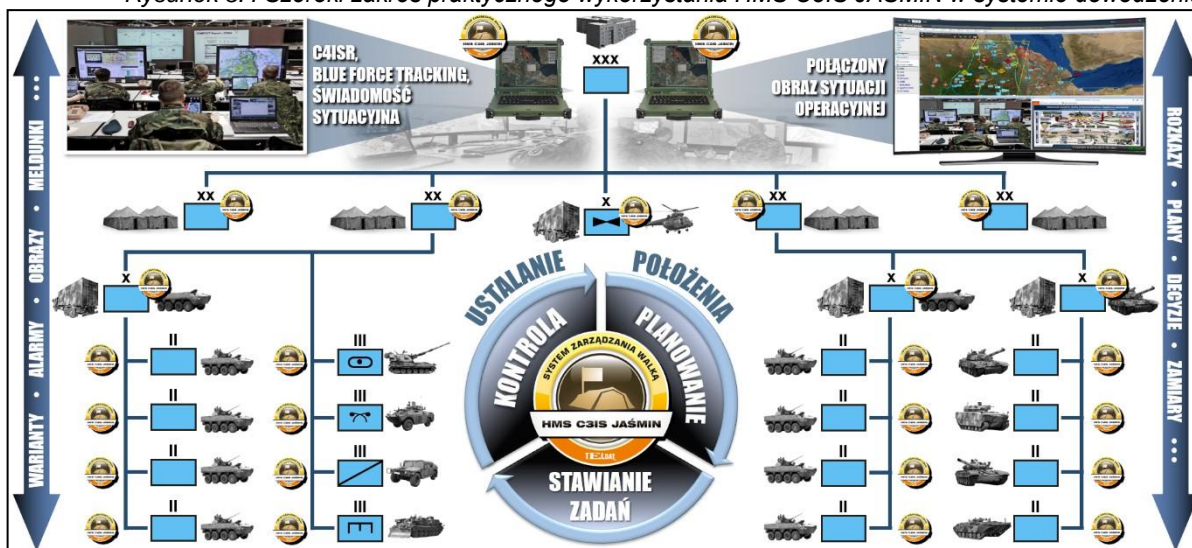 Rysunek 8. Szeroki zakres praktycznego wykorzystania HMS C3IS JAŚMIN w systemie dowodzenia
C4ISR,
BLUE FORCE TRACKING,
ŚWIADOMOŚĆ
SYTUACYJNA
XXX
POŁĄCZONY
OBRAZ SYTUACJI
OPERACYJNEJ
WARIANTY • ALARMY • OBRAZY • MELDUNKI •••
ROZKAZY • PLANY • DECYZJE • ZAMIARY •••
XX
XX
X
XX
XX
X
X
X
II
II
II
II
III
III
III
III
USTALANIE
POŁOŻENIA
KONTROLA
PLANOWANIE
STAWIANIE
ZADAŃ
SYSTEM ZARZĄDZANIA WALKĄ
HMS C3IS JAŚMIN
TELDAT
II
II
II
II
II
II
II
II